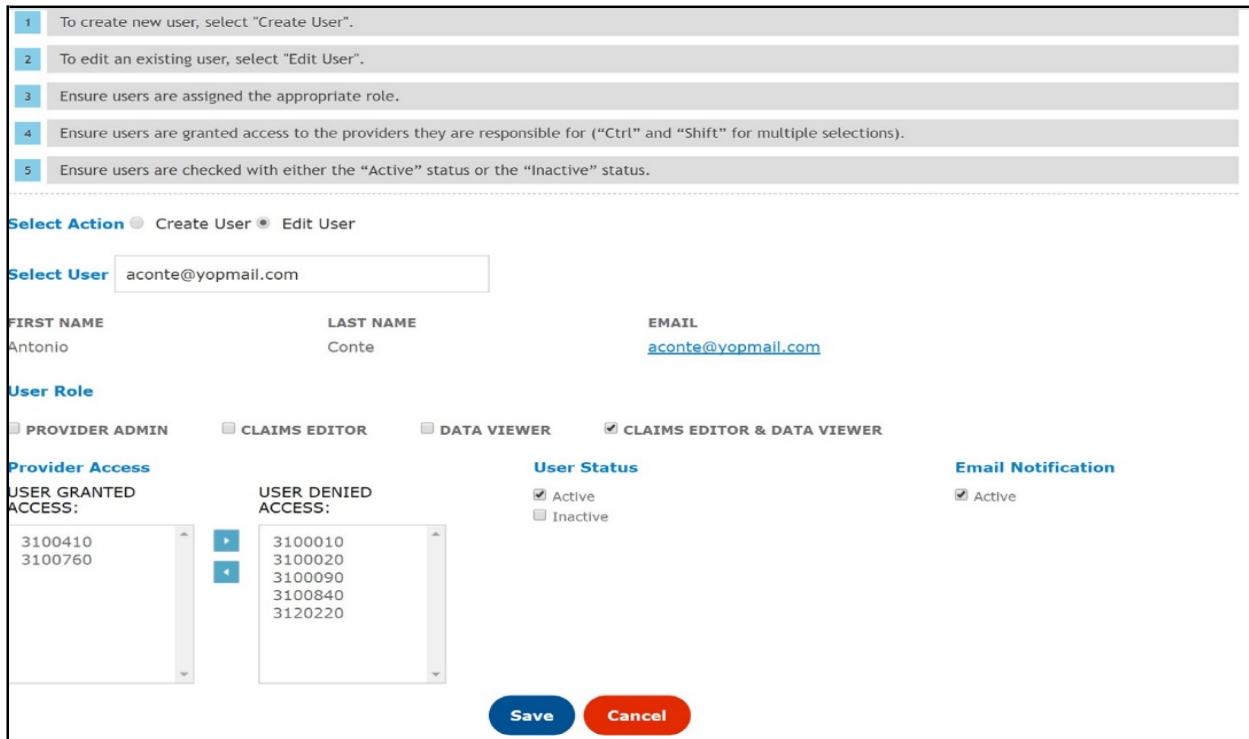 1 To create new user, select "Create User".
2 To edit an existing user, select "Edit User".
3 Ensure users are assigned the appropriate role.
4 Ensure users are granted access to the providers they are responsible for (“Ctrl” and “Shift” for multiple selections).
5 Ensure users are checked with either the “Active” status or the “Inactive” status.
Select Action Create User Edit User
Select User aconte@yopmail.com
FIRST NAME LAST NAME EMAIL
Antonio Conte aconte@yopmail.com
User Role
PROVIDER ADMIN CLAIMS EDITOR DATA VIEWER CLAIMS EDITOR & DATA VIEWER
Provider Access User Status Email Notification
USER GRANTED ACCESS:
3100410
3100760
USER DENIED ACCESS:
3100010
3100020
3100090
3100840
3120220
Active
Inactive
Active
Save Cancel